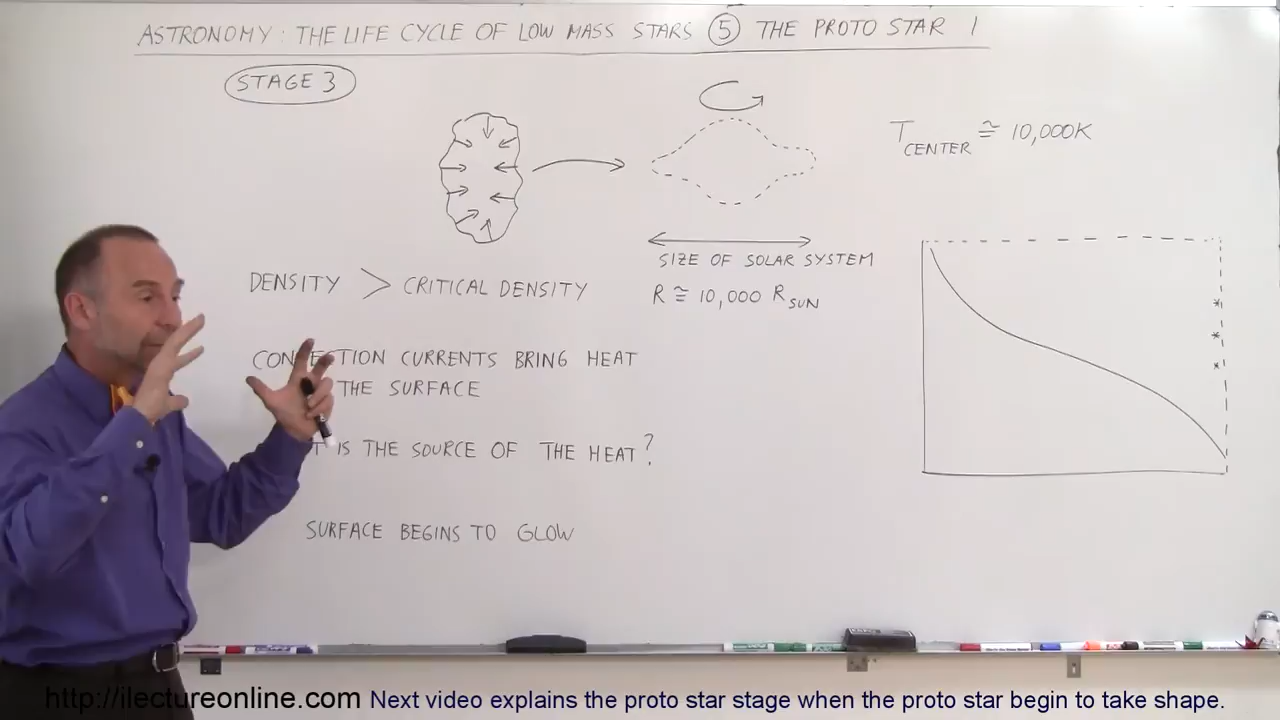 ASTRONOMY: THE LIFE CYCLE OF LOW MASS STARS ⑤ THE PROTO STAR 1
STAGE 3
T CENTER ≅ 10,000K
SIZE OF SOLAR SYSTEM
R ≅ 10,000 R SUN
DENSITY > CRITICAL DENSITY
CURRENTS BRING HEAT
THE SURFACE
IS THE SOURCE OF THE HEAT?
SURFACE BEGINS TO GLOW
http://ilectureonline.com Next video explains the proto star stage when the proto star begin to take shape.